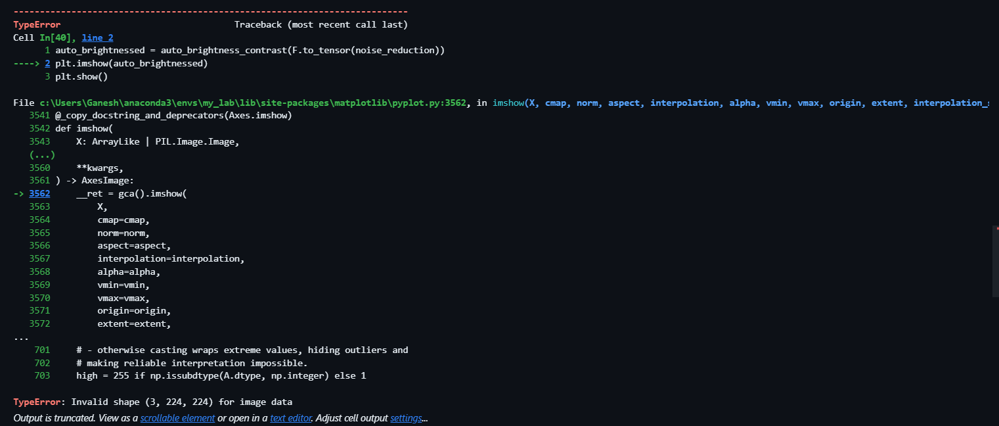 ---------------------------------------------------------------------------
TypeError                                 Traceback (most recent call last)
Cell In[40], line 2
      1 auto_brightnessed = auto_brightness_contrast(F.to_tensor(noise_reduction))
----> 2 plt.imshow(auto_brightnessed)
      3 plt.show()
File c:\Users\Ganesh\anaconda3\envs\my_lab\lib\site-packages\matplotlib\pyplot.py:3562, in imshow(X, cmap, norm, aspect, interpolation, alpha, vmin, vmax, origin, extent,
   3541 @_copy_docstring_and_deprecators(Axes.imshow)
   3542 def imshow(
   3543     X: ArrayLike | PIL.Image.Image,
   (...)
   3560     **kwargs,
   3561 ) -> AxesImage:
-> 3562     __ret = gca().imshow(
   3563         X,
   3564         cmap=cmap,
   3565         norm=norm,
   3566         aspect=aspect,
   3567         interpolation=interpolation,
   3568         alpha=alpha,
   3569         vmin=vmin,
   3570         vmax=vmax,
   3571         origin=origin,
   3572         extent=extent,
...
    701     # - otherwise casting wraps extreme values, hiding outliers and
    702     # making reliable interpretation impossible.
    703     high = 255 if np.issubdtype(A.dtype, np.integer) else 1
TypeError: Invalid shape (3, 224, 224) for image data
Output is truncated. View as a scrollable element or open in a text editor. Adjust cell output settings...